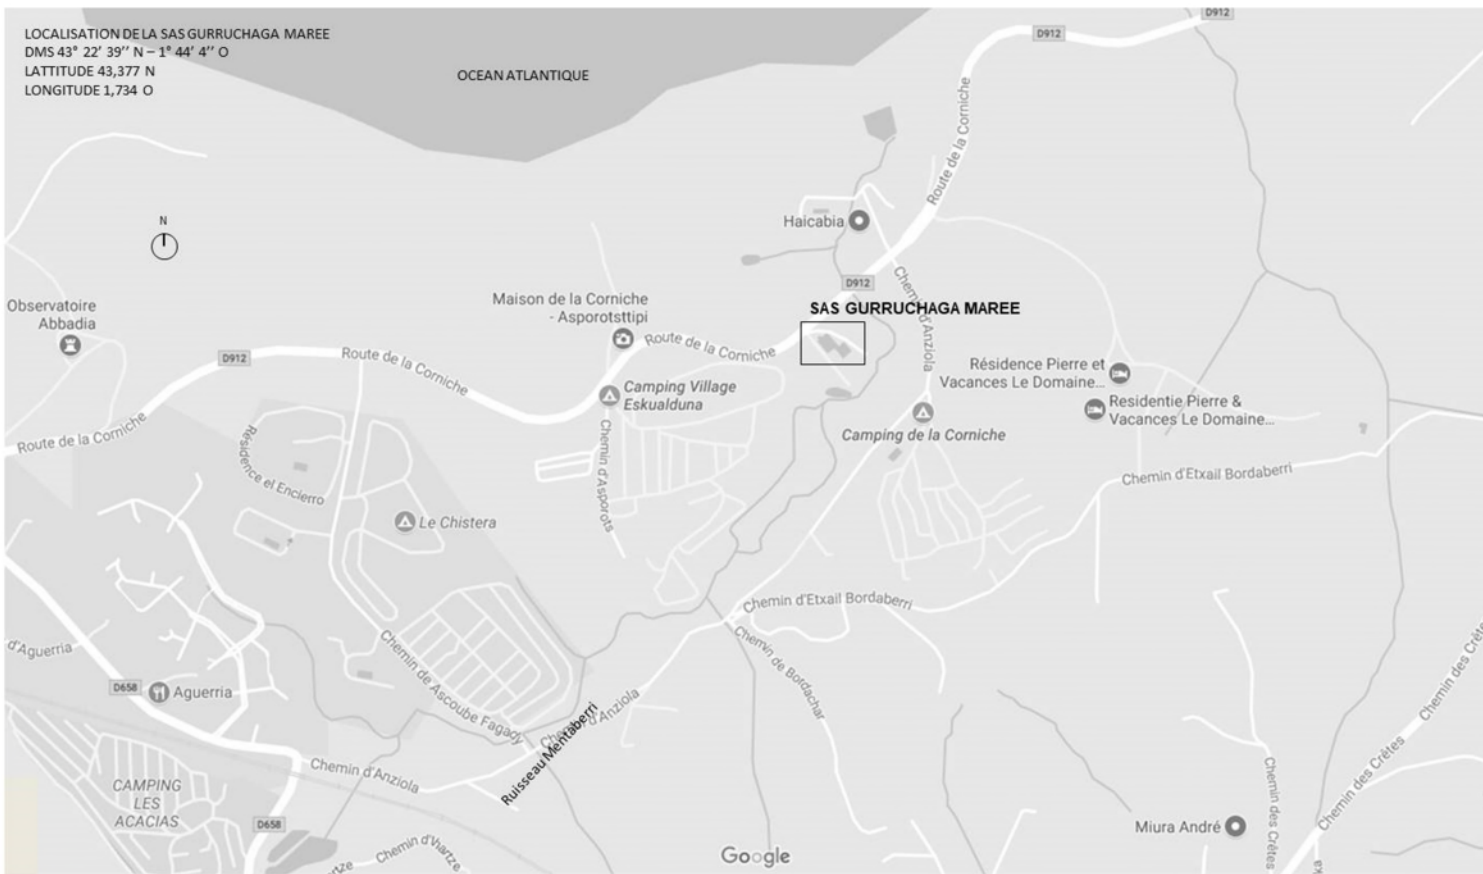 LOCALISATION DE LA SAS GURRUCHAGA MAREE
DMS 43° 22’ 39’’ N – 1° 44’ 4’’ O
LATTITUDE 43,377 N
LONGITUDE 1,734 O
OCEAN ATLANTIQUE
D912
D912
Route de la Corniche
N
Haicabia
D912
Chemin d'Anziola
SAS GURRUCHAGA MAREE
Observatoire
Abbadia
Maison de la Corniche
- Asporotsttipi
D912
Route de la Corniche
Route de la Corniche
Résidence Pierre et
Vacances Le Domaine...
Camping Village
Eskualduna
Residentie Pierre &
Vacances Le Domaine...
Route de la Corniche
Camping de la Corniche
Résidence el Encierro
Chemin d'Asporots
Chemin d'Etxail Bordaberri
Le Chistera
Chemin d'Etxail Bordaberri
d'Aguerria
Chemin de Ascoube Fagady
Chemin de Bordachar
D658
Aguerria
Chemin d'Anziola
Ruisseau Mentaberri
Chemin des Crêtes
Chemin des Crêtes
Chemin des Crêtes
Chemin d'Anziola
CAMPING
LES
ACACIAS
D658
Miura André
Chemin d'Viartze
Google